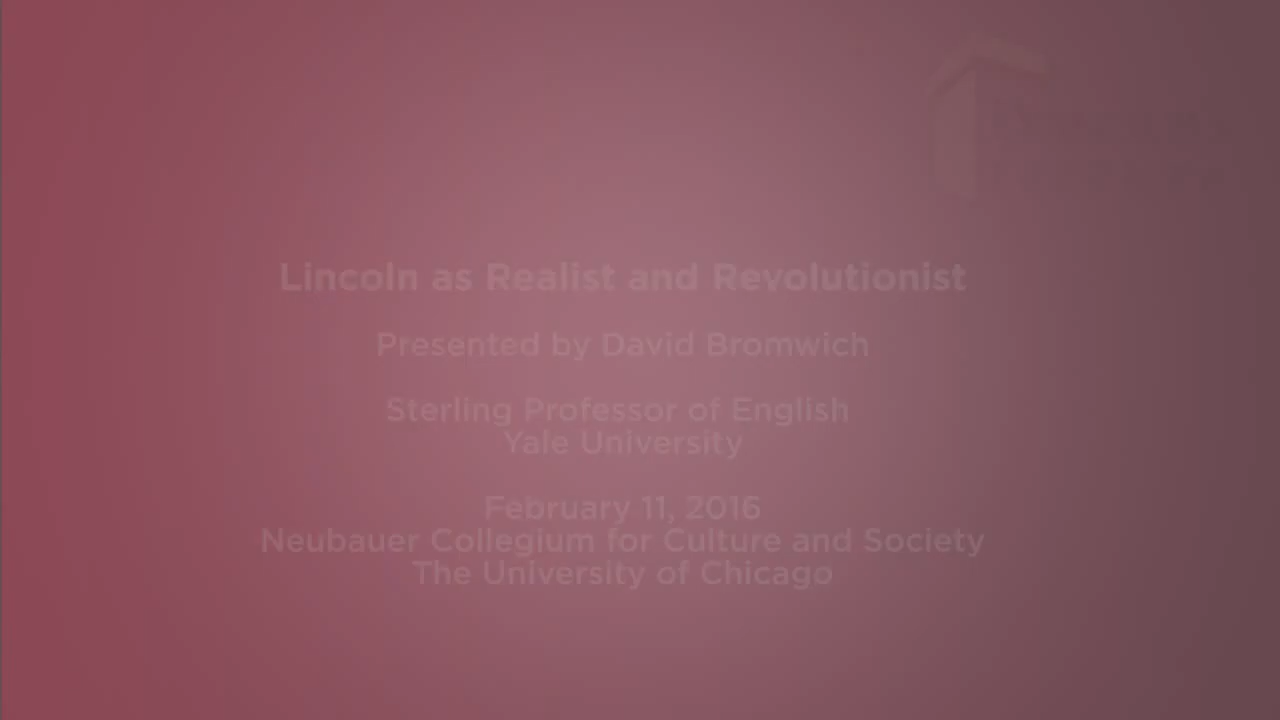 Lincoln as Realist and Revolutionist
Presented by David Bromwich
Sterling Professor of English
Yale University
February 11, 2016
Neubauer Collegium for Culture and Society
The University of Chicago